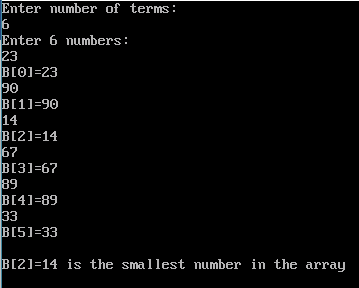 Enter number of terms:
6
Enter 6 numbers:
23
B[0]=23
90
B[1]=90
14
B[2]=14
67
B[3]=67
89
B[4]=89
33
B[5]=33
B[2]=14 is the smallest number in the array